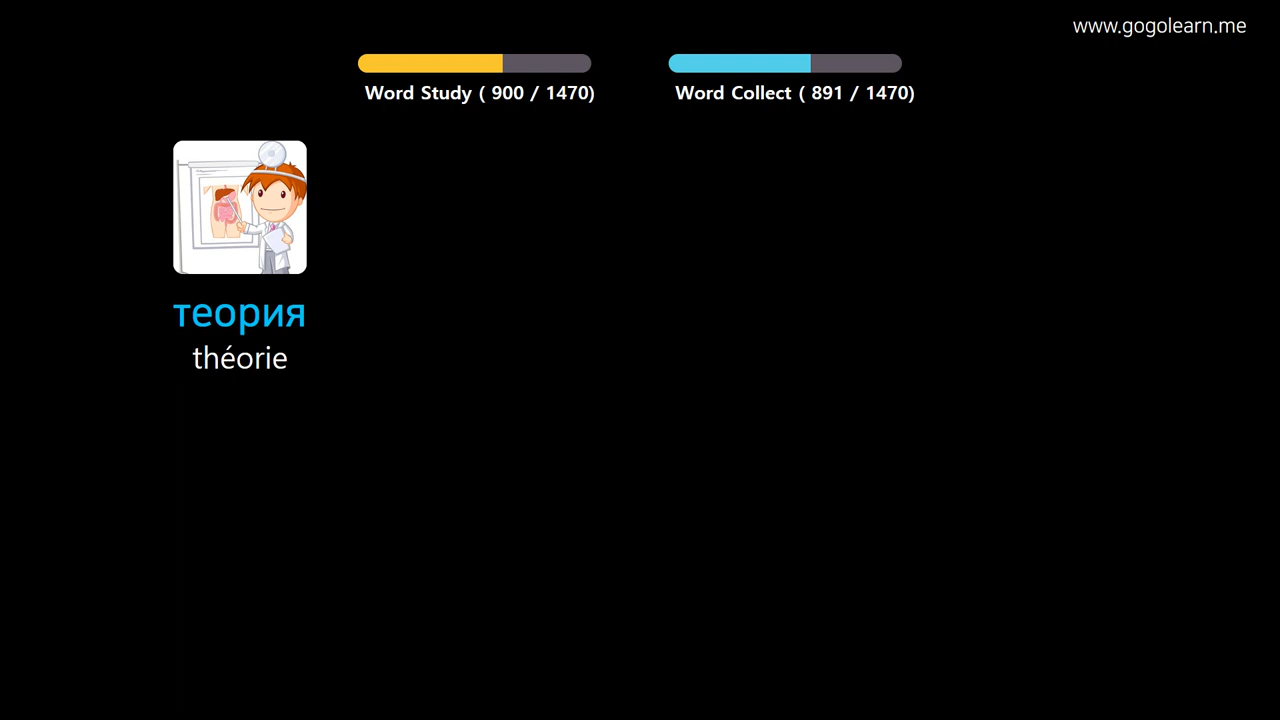 www.gogolearn.me
Word Study ( 900 / 1470)
Word Collect ( 891 / 1470)
теория
théorie